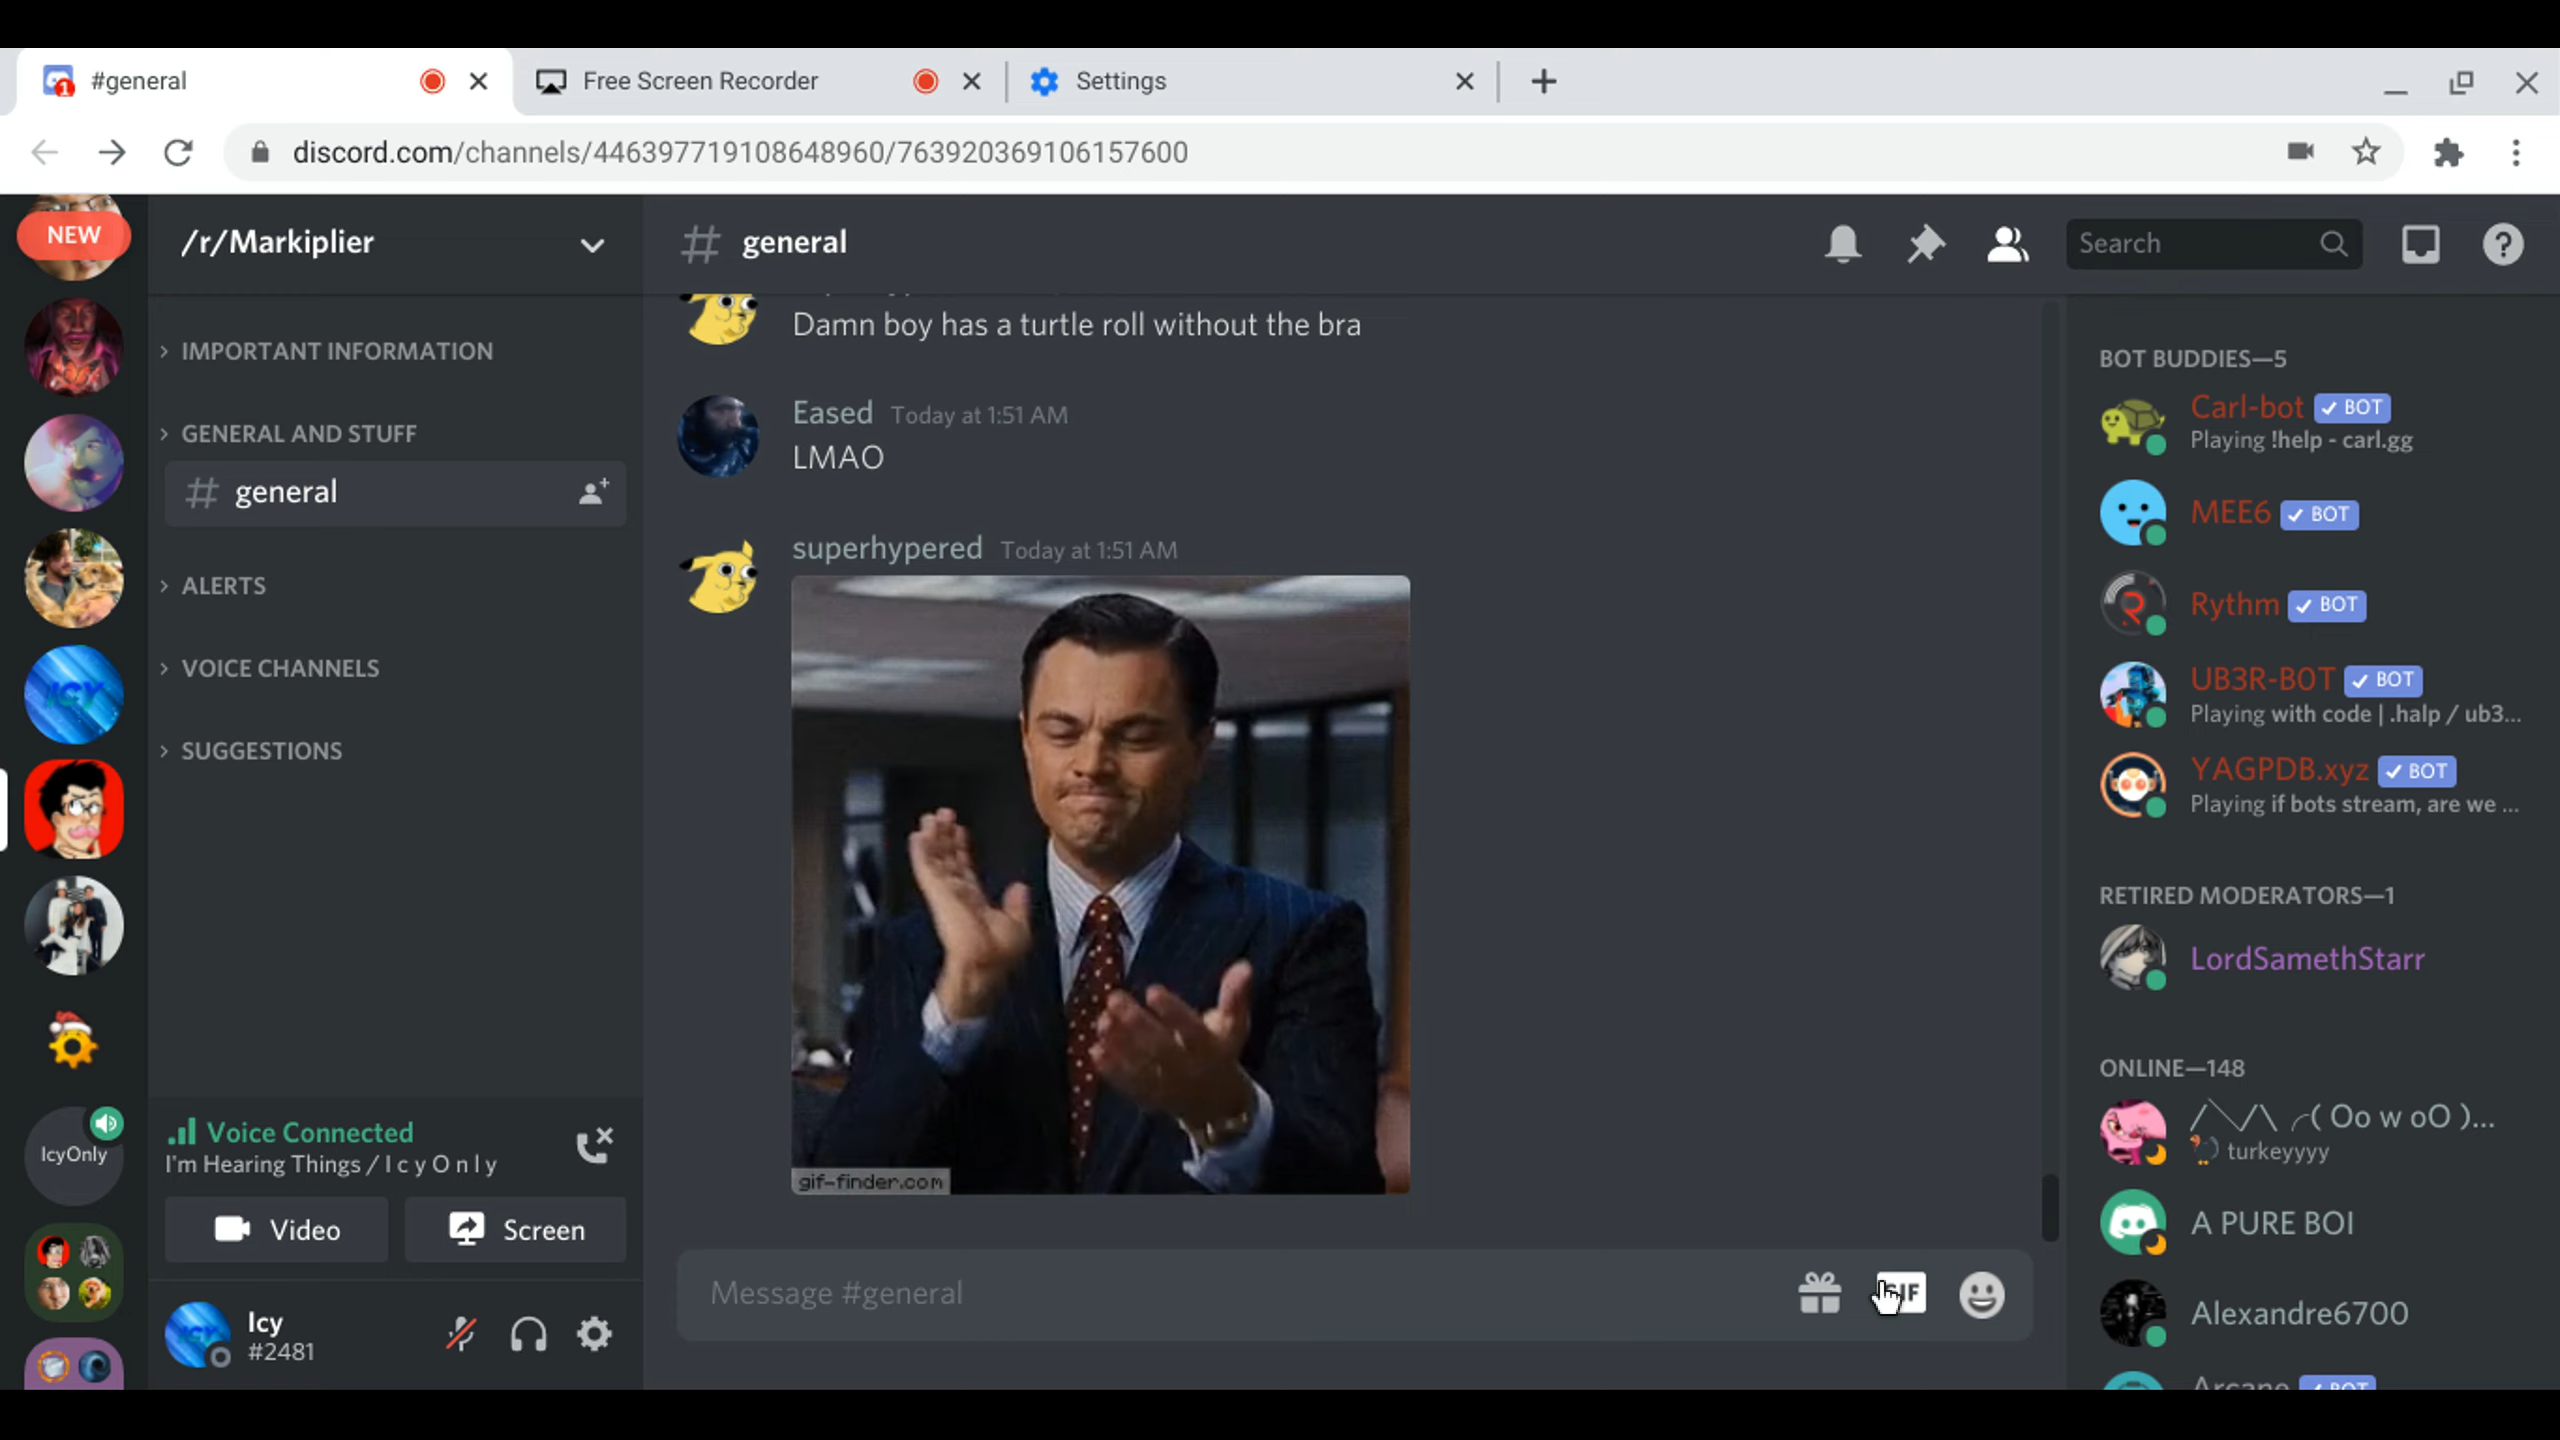 #general
Free Screen Recorder
Settings
discord.com/channels/446397719108648960/763920369106157600
NEW
/r/Markiplier
IMPORTANT INFORMATION
GENERAL AND STUFF
general
ALERTS
VOICE CHANNELS
SUGGESTIONS
ICY
IcyOnly
Voice Connected
I'm Hearing Things / I c y O n l y
Video
Screen
Icy
#2481
# general
Search
Damn boy has a turtle roll without the bra
Eased Today at 1:51 AM
LMAO
superhypered Today at 1:51 AM
gif-finder.com
Message #general
GIF
BOT BUDDIES—5
Carl-bot ✓ BOT
Playing !help - carl.gg
MEE6 ✓ BOT
Rythm ✓ BOT
UB3R-B0T ✓ BOT
Playing with code | .halp / ub3...
YAGPDB.xyz ✓ BOT
Playing if bots stream, are we ...
RETIRED MODERATORS—1
LordSamethStarr
ONLINE—148
/╲/\ ╭( Oo w oO )...
turkeyyyy
A PURE BOI
Alexandre6700